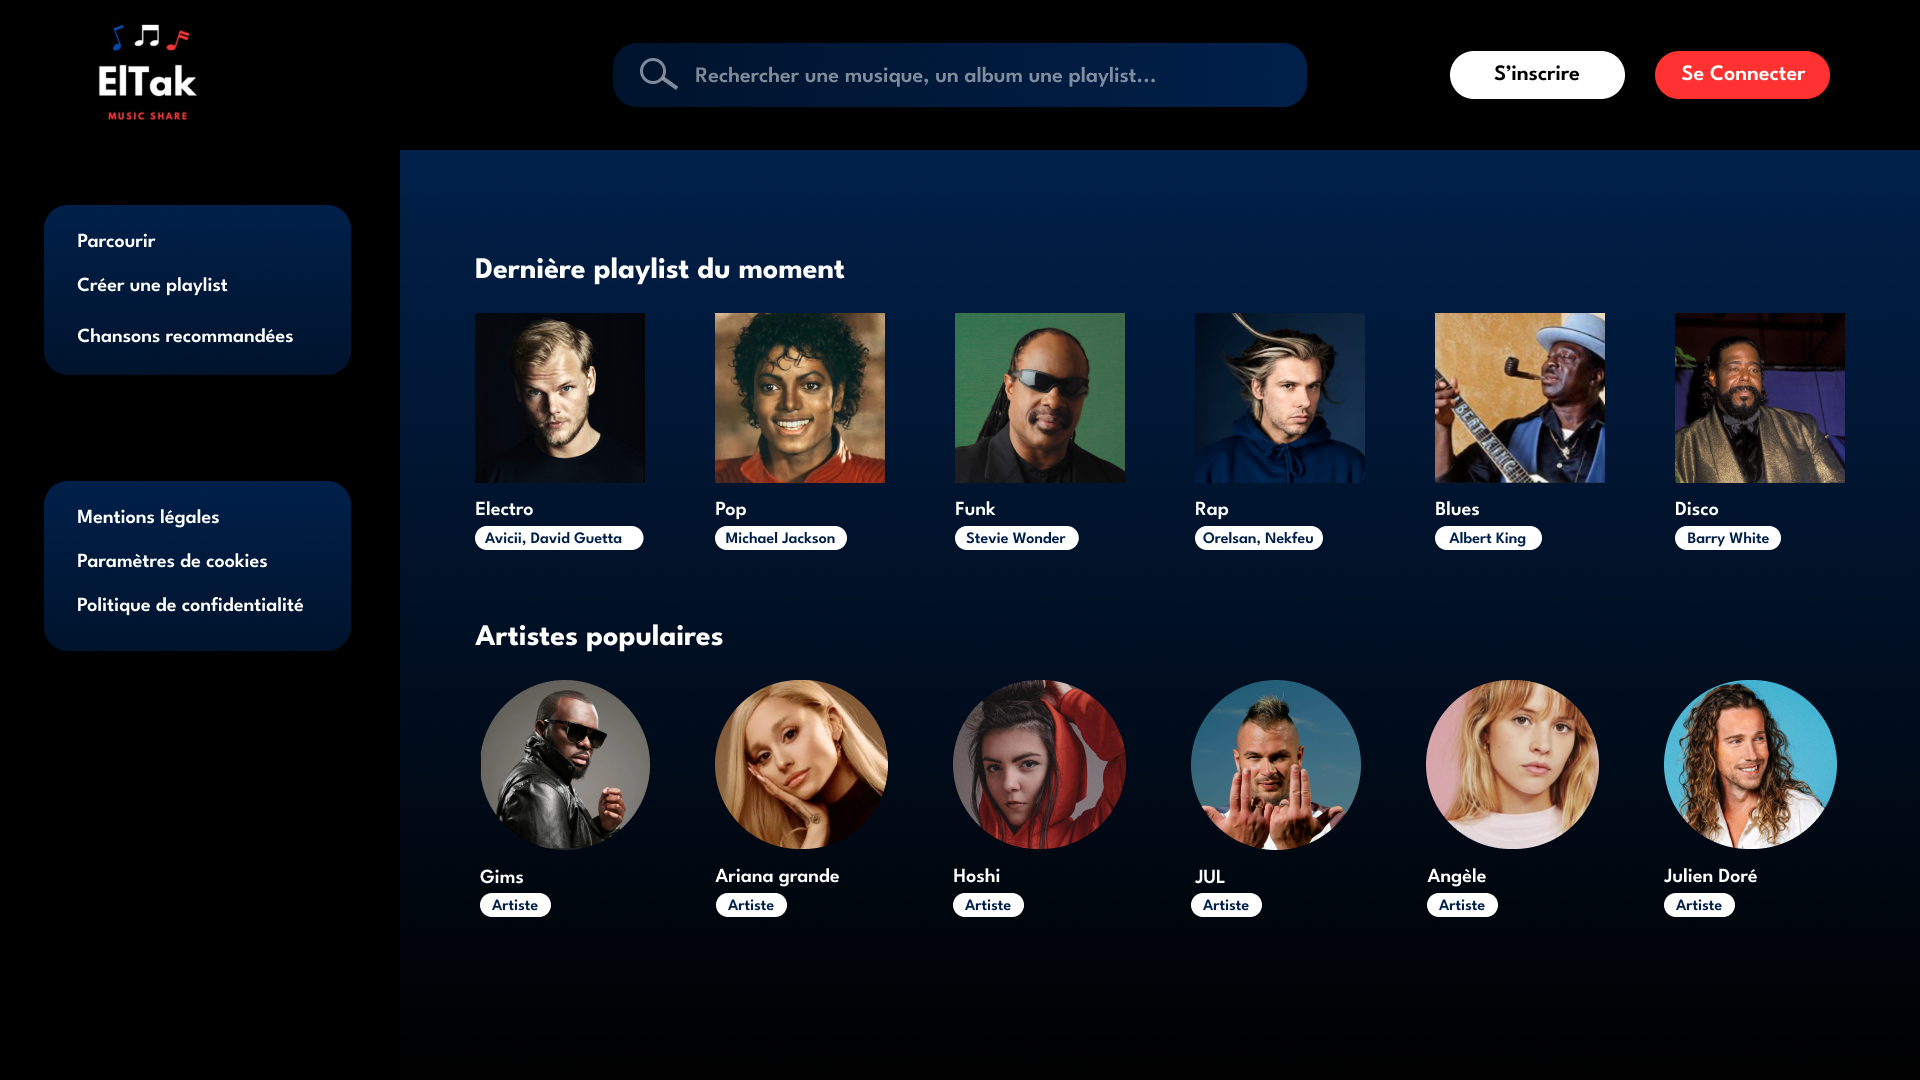 ElTak
MUSIC SHARE
Rechercher une musique, un album une playlist...
S'inscrire
Se Connecter
Parcourir
Créer une playlist
Chansons recommandées
Mentions légales
Paramètres de cookies
Politique de confidentialité
Dernière playlist du moment
Electro
Avicii, David Guetta
Pop
Michael Jackson
Funk
Stevie Wonder
Rap
Orelsan, Nekfeu
Blues
Albert King
Disco
Barry White
Artistes populaires
Gims
Artiste
Ariana grande
Artiste
Hoshi
Artiste
JUL
Artiste
Angèle
Artiste
Julien Doré
Artiste